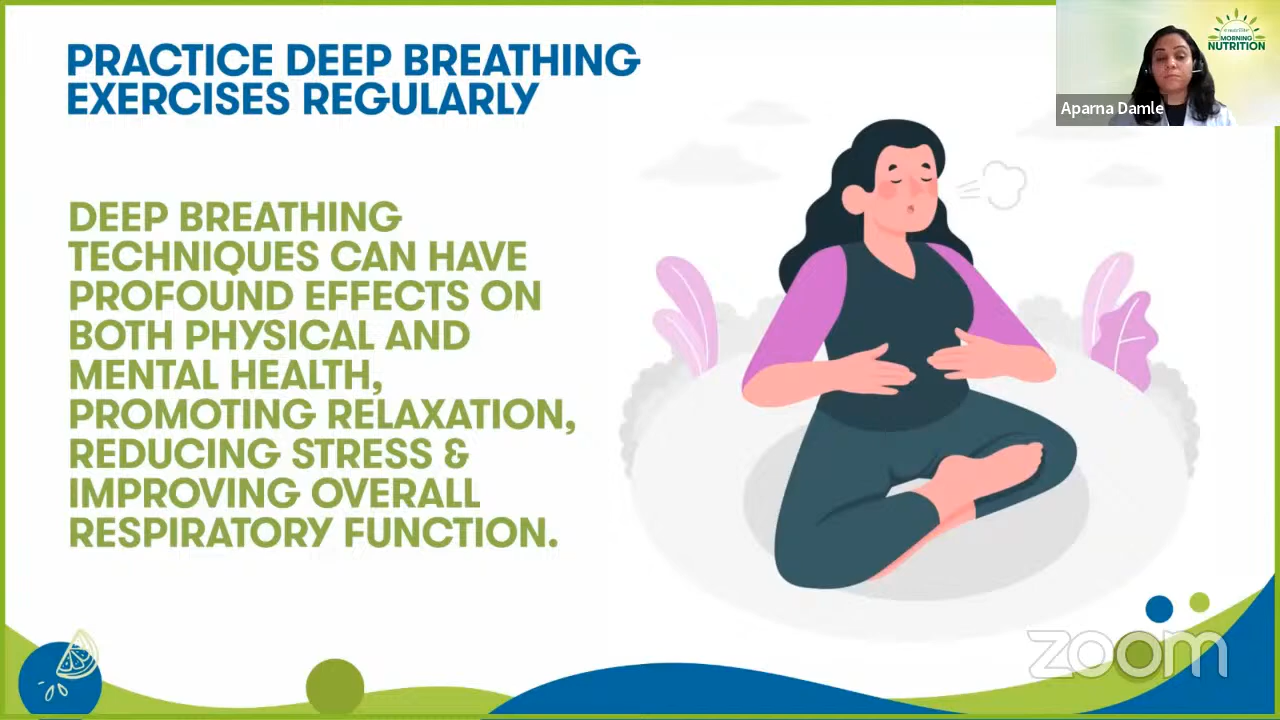 PRACTICE DEEP BREATHING
EXERCISES REGULARLY
DEEP BREATHING
TECHNIQUES CAN HAVE
PROFOUND EFFECTS ON
BOTH PHYSICAL AND
MENTAL HEALTH,
PROMOTING RELAXATION,
REDUCING STRESS &
IMPROVING OVERALL
RESPIRATORY FUNCTION.
Aparna Damle
MORNING
NUTRITION
zoom